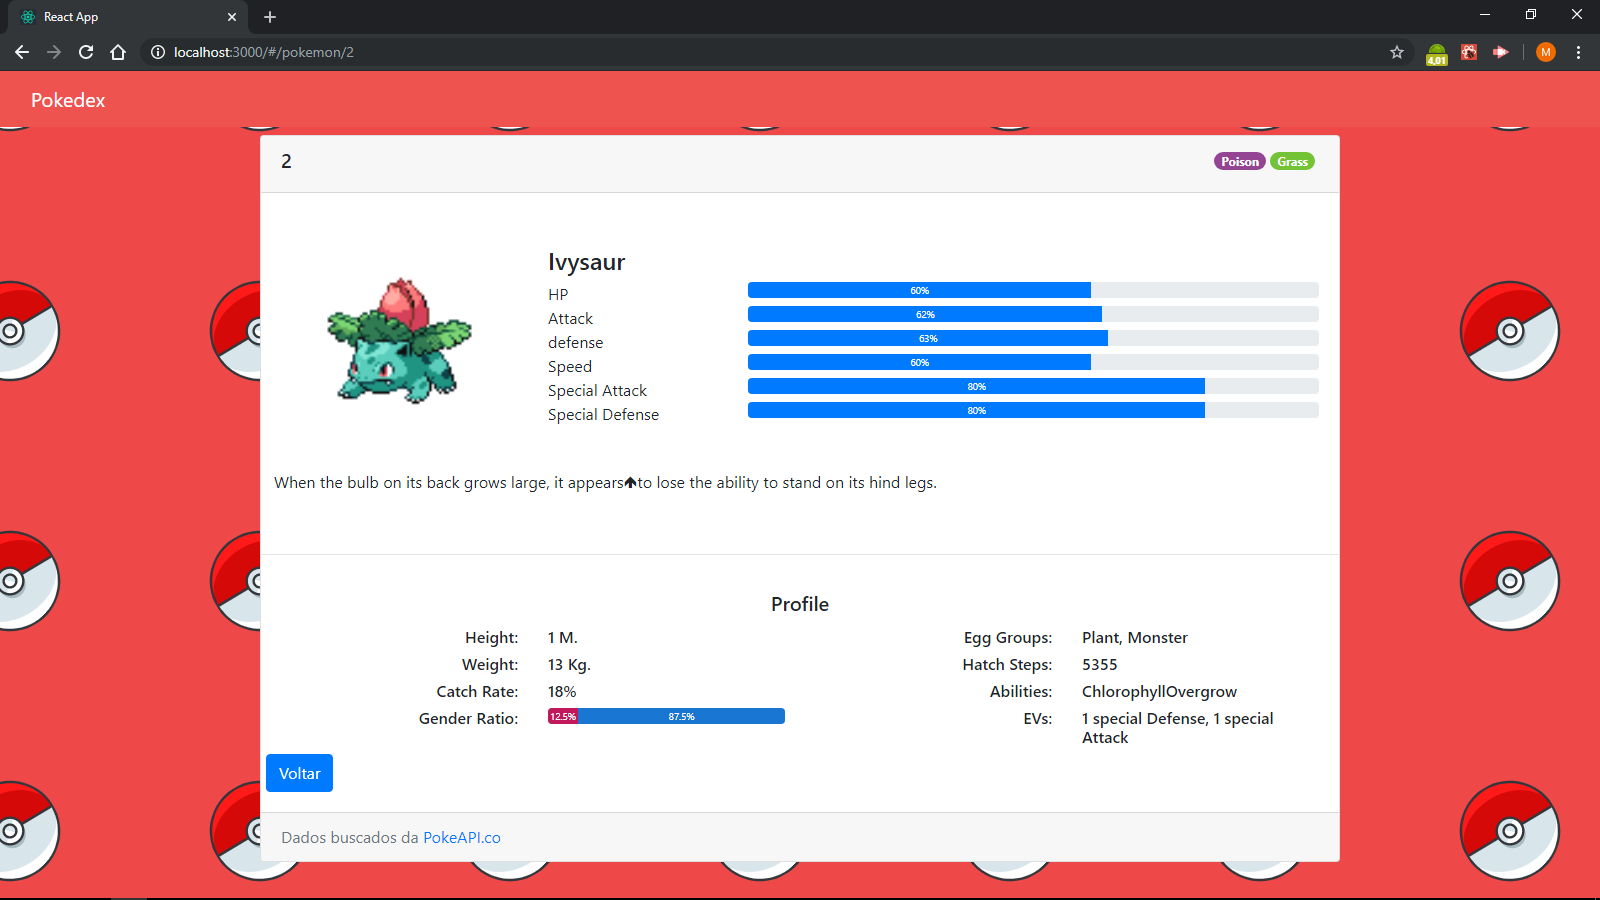 React App
localhost:3000/#/pokemon/2
4,01
M
Pokedex
2
Poison Grass
Ivysaur
HP 60%
Attack 62%
defense 63%
Speed 60%
Special Attack 80%
Special Defense 80%
When the bulb on its back grows large, it appears🡅to lose the ability to stand on its hind legs.
Profile
Height: 1 M.
Weight: 13 Kg.
Catch Rate: 18%
Gender Ratio: 12.5% 87.5%
Egg Groups: Plant, Monster
Hatch Steps: 5355
Abilities: ChlorophyllOvergrow
EVs: 1 special Defense, 1 special
Attack
Voltar
Dados buscados da PokeAPI.co